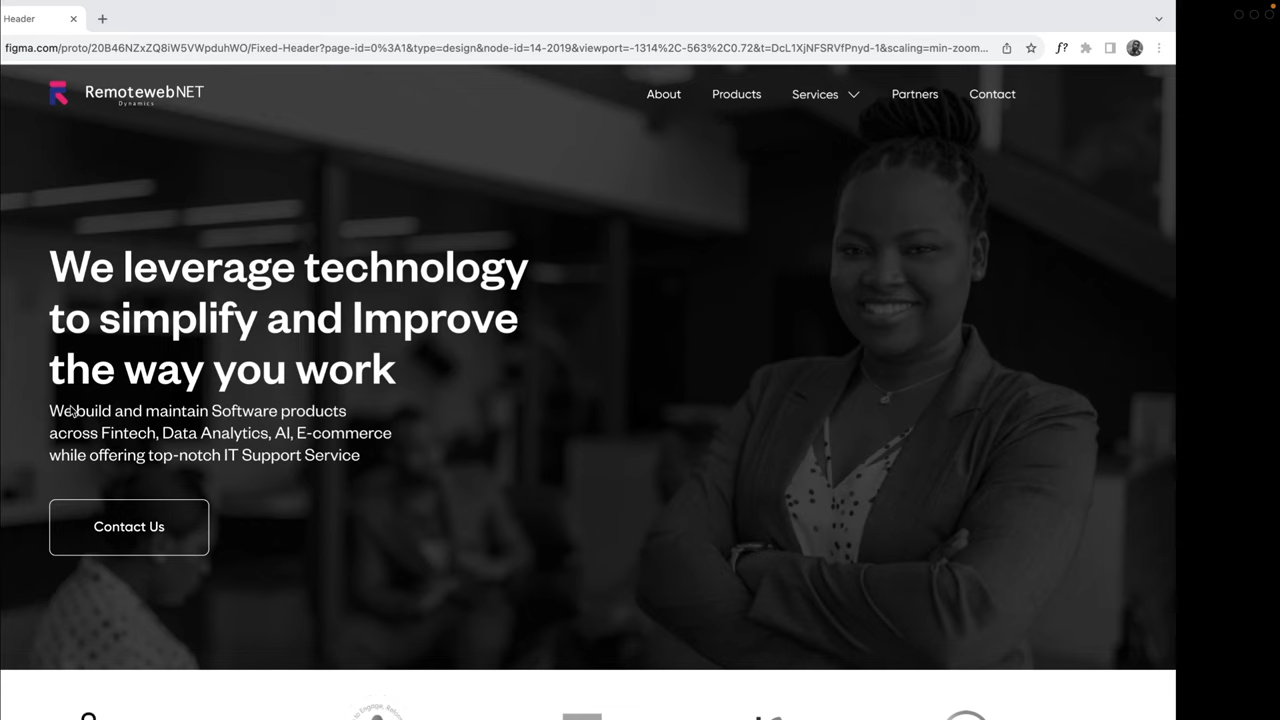 Header
figma.com/proto/20B46NZxZQ8iW5VWpduhWO/Fixed-Header?page-id=0%3A1&type=design&node-id=14-2019&viewport=-1314%2C-563%2C0.72&t=DcL1XjNFSRVfPnyd-1&scaling=min-zoom...
f?
RemotewebNET
Dynamics
About Products Services Partners Contact
We leverage technology
to simplify and Improve
the way you work
We build and maintain Software products
across Fintech, Data Analytics, AI, E-commerce
while offering top-notch IT Support Service
Contact Us
to Engage,